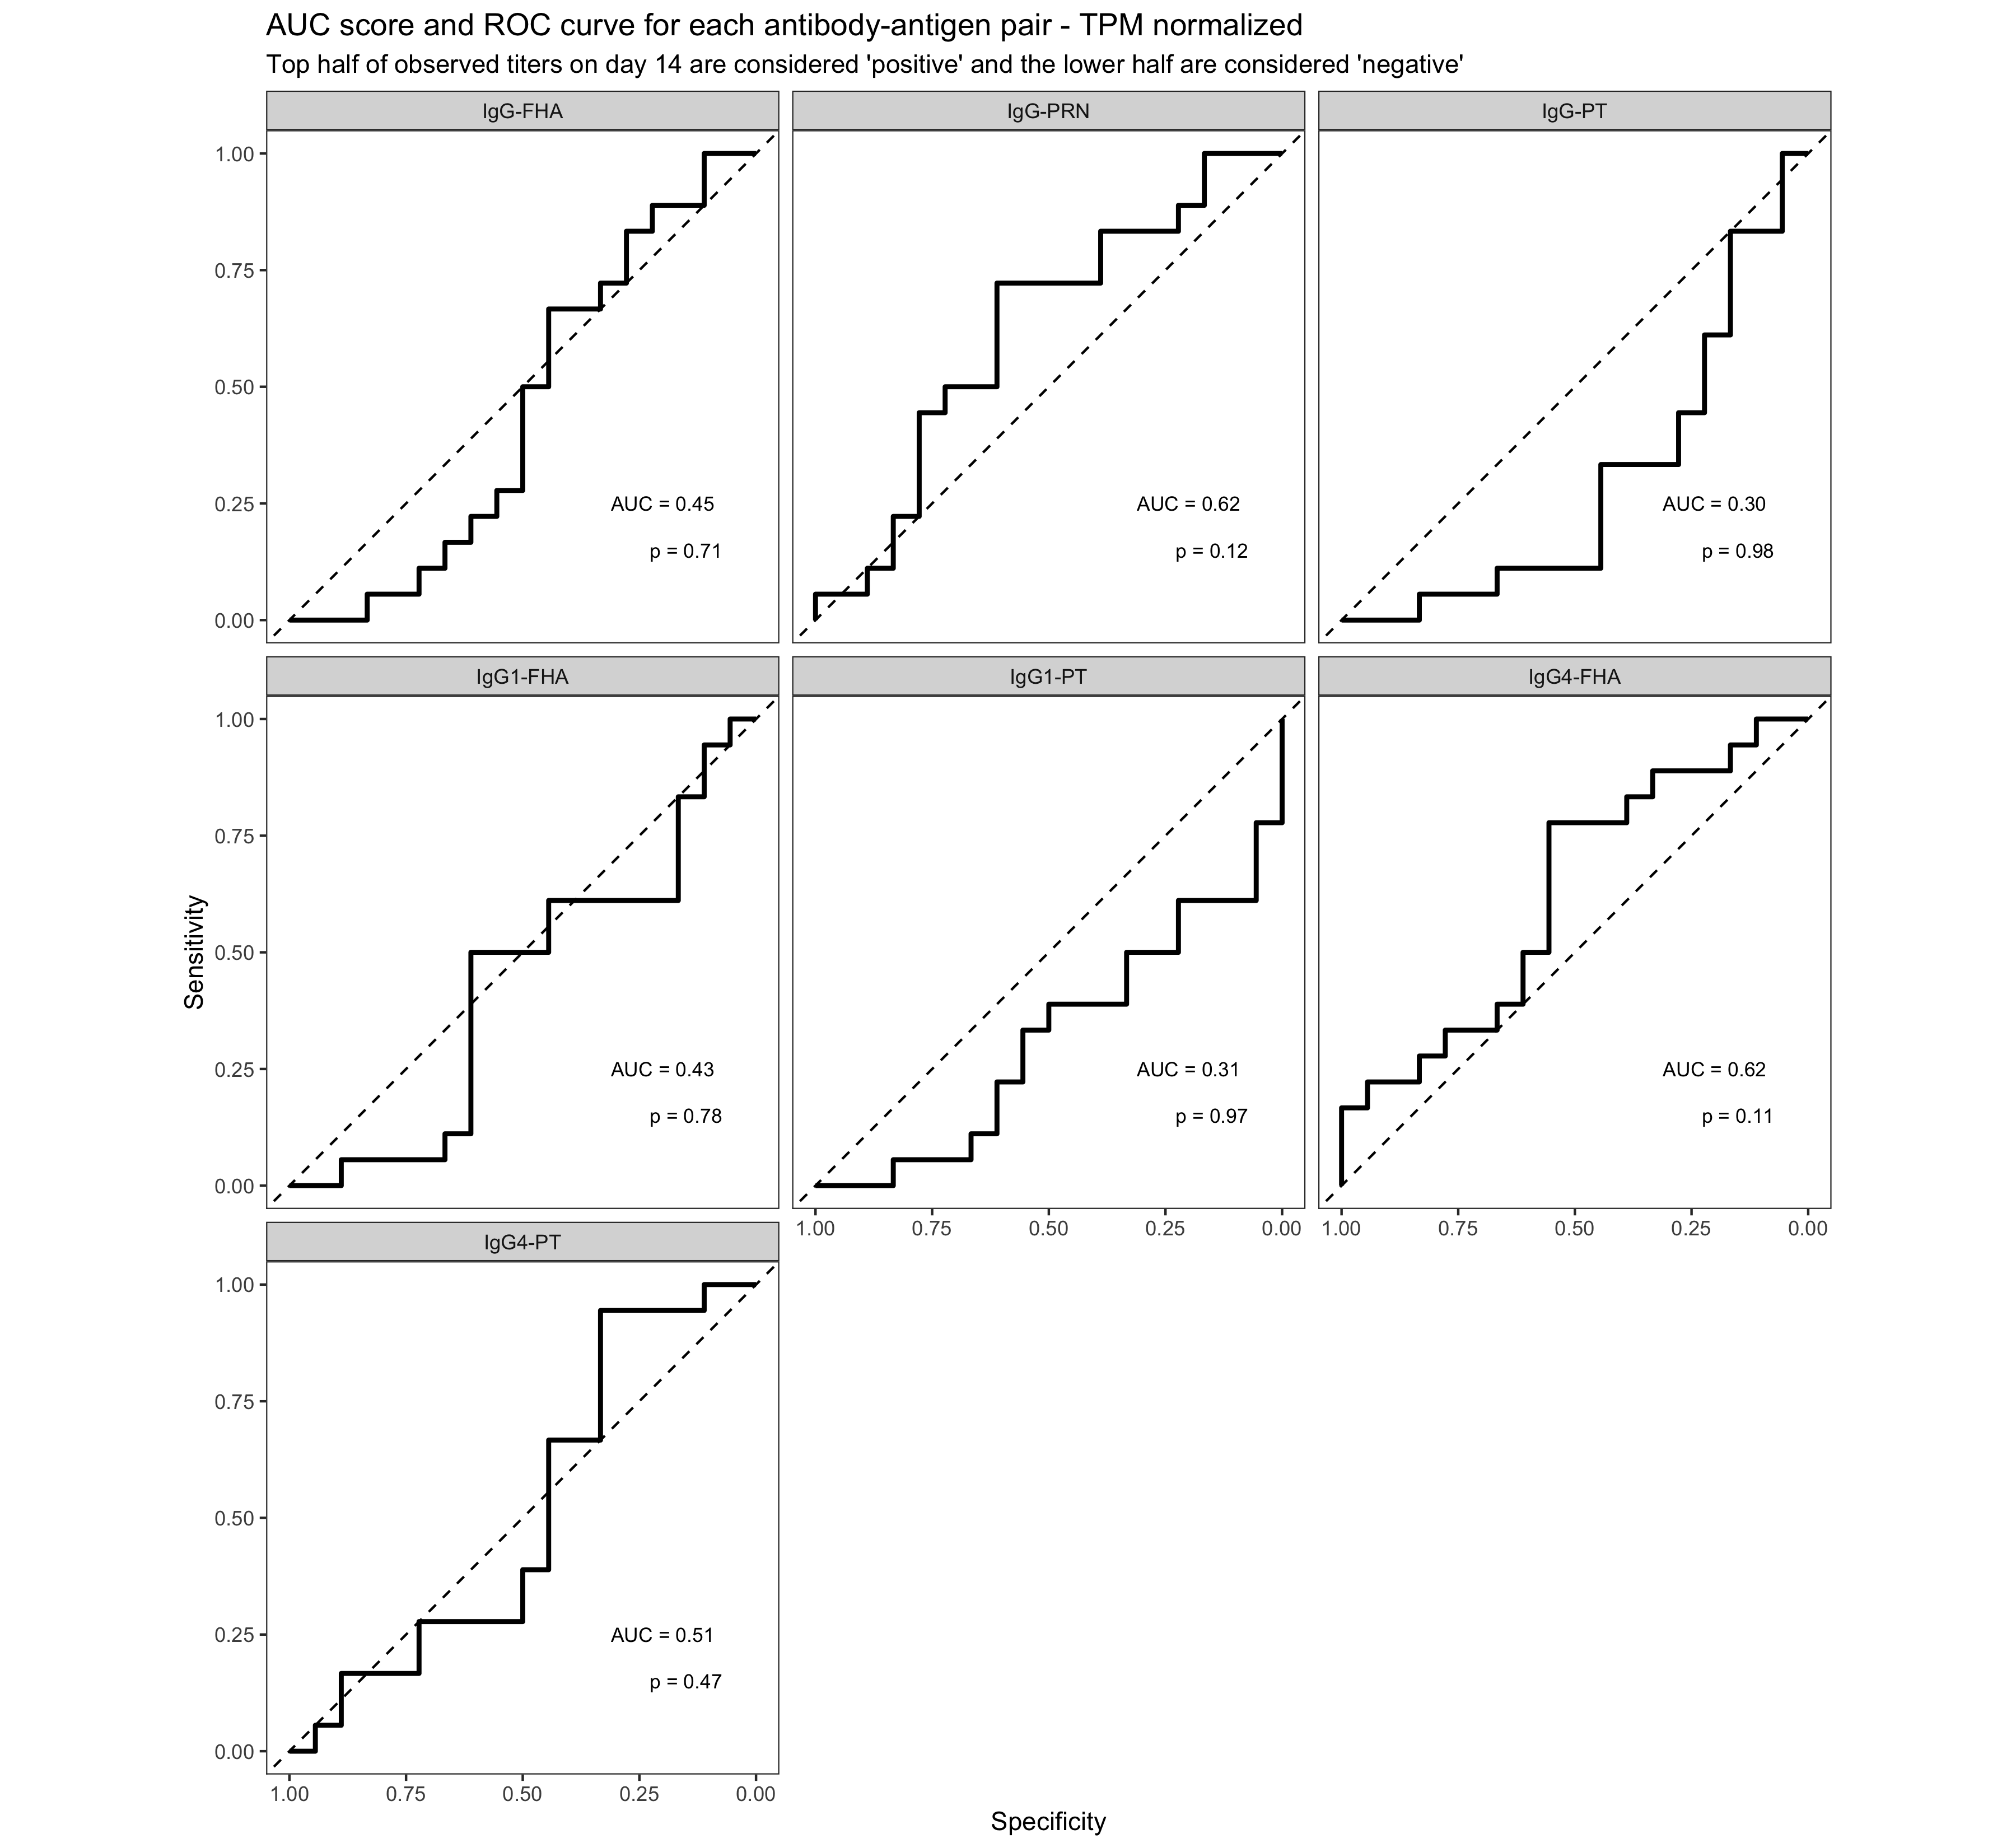 AUC score and ROC curve for each antibody-antigen pair - TPM normalized
Top half of observed titers on day 14 are considered 'positive' and the lower half are considered 'negative'
IgG-FHA
IgG-PRN
IgG-PT
1.00
0.75
0.50
0.25
0.00
AUC = 0.45
p = 0.71
AUC = 0.62
p = 0.12
AUC = 0.30
p = 0.98
IgG1-FHA
IgG1-PT
IgG4-FHA
1.00
0.75
0.50
0.25
0.00
AUC = 0.43
p = 0.78
AUC = 0.31
p = 0.97
AUC = 0.62
p = 0.11
1.00 0.75 0.50 0.25 0.00
1.00 0.75 0.50 0.25 0.00
Sensitivity
IgG4-PT
1.00
0.75
0.50
0.25
0.00
AUC = 0.51
p = 0.47
1.00 0.75 0.50 0.25 0.00
Specificity